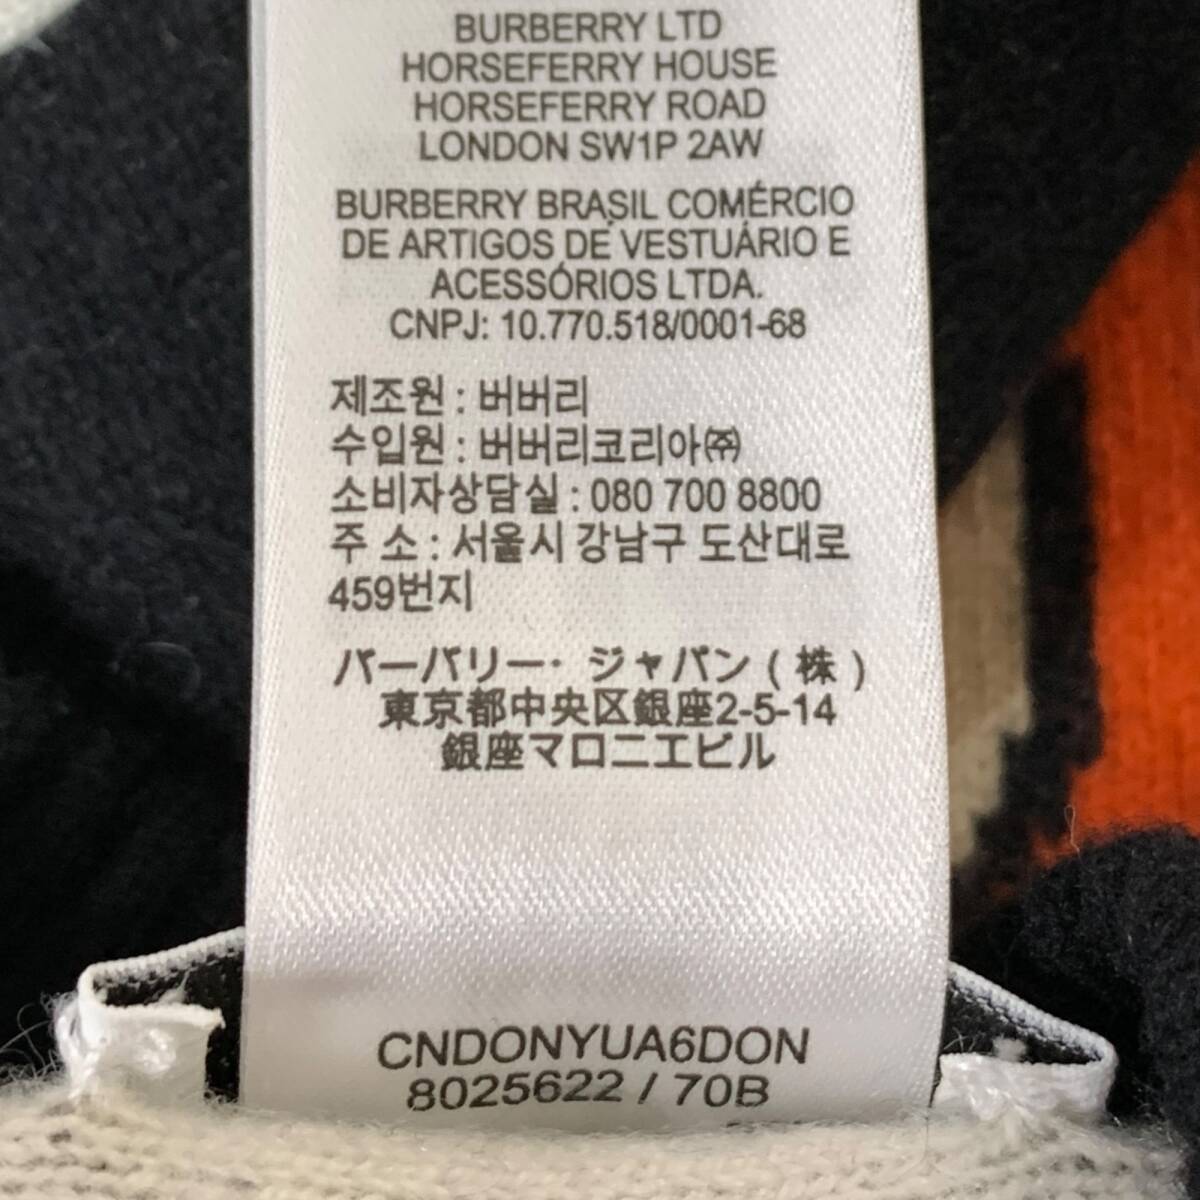 BURBERRY LTD
HORSEFERRY HOUSE
HORSEFERRY ROAD
LONDON SW1P 2AW
BURBERRY BRASIL COMÉRCIO
DE ARTIGOS DE VESTUÁRIO E
ACESSÓRIOS LTDA.
CNPJ: 10.770.518/0001-68
제조원 : 버버리
수입원 : 버버리코리아㈜
소비자상담실 : 080 700 8800
주 소 : 서울시 강남구 도산대로
459번지
バーバリー・ジャパン ( 株 )
東京都中央区銀座2-5-14
銀座マロニエビル
CNDONYUA6DON
8025622 / 70B